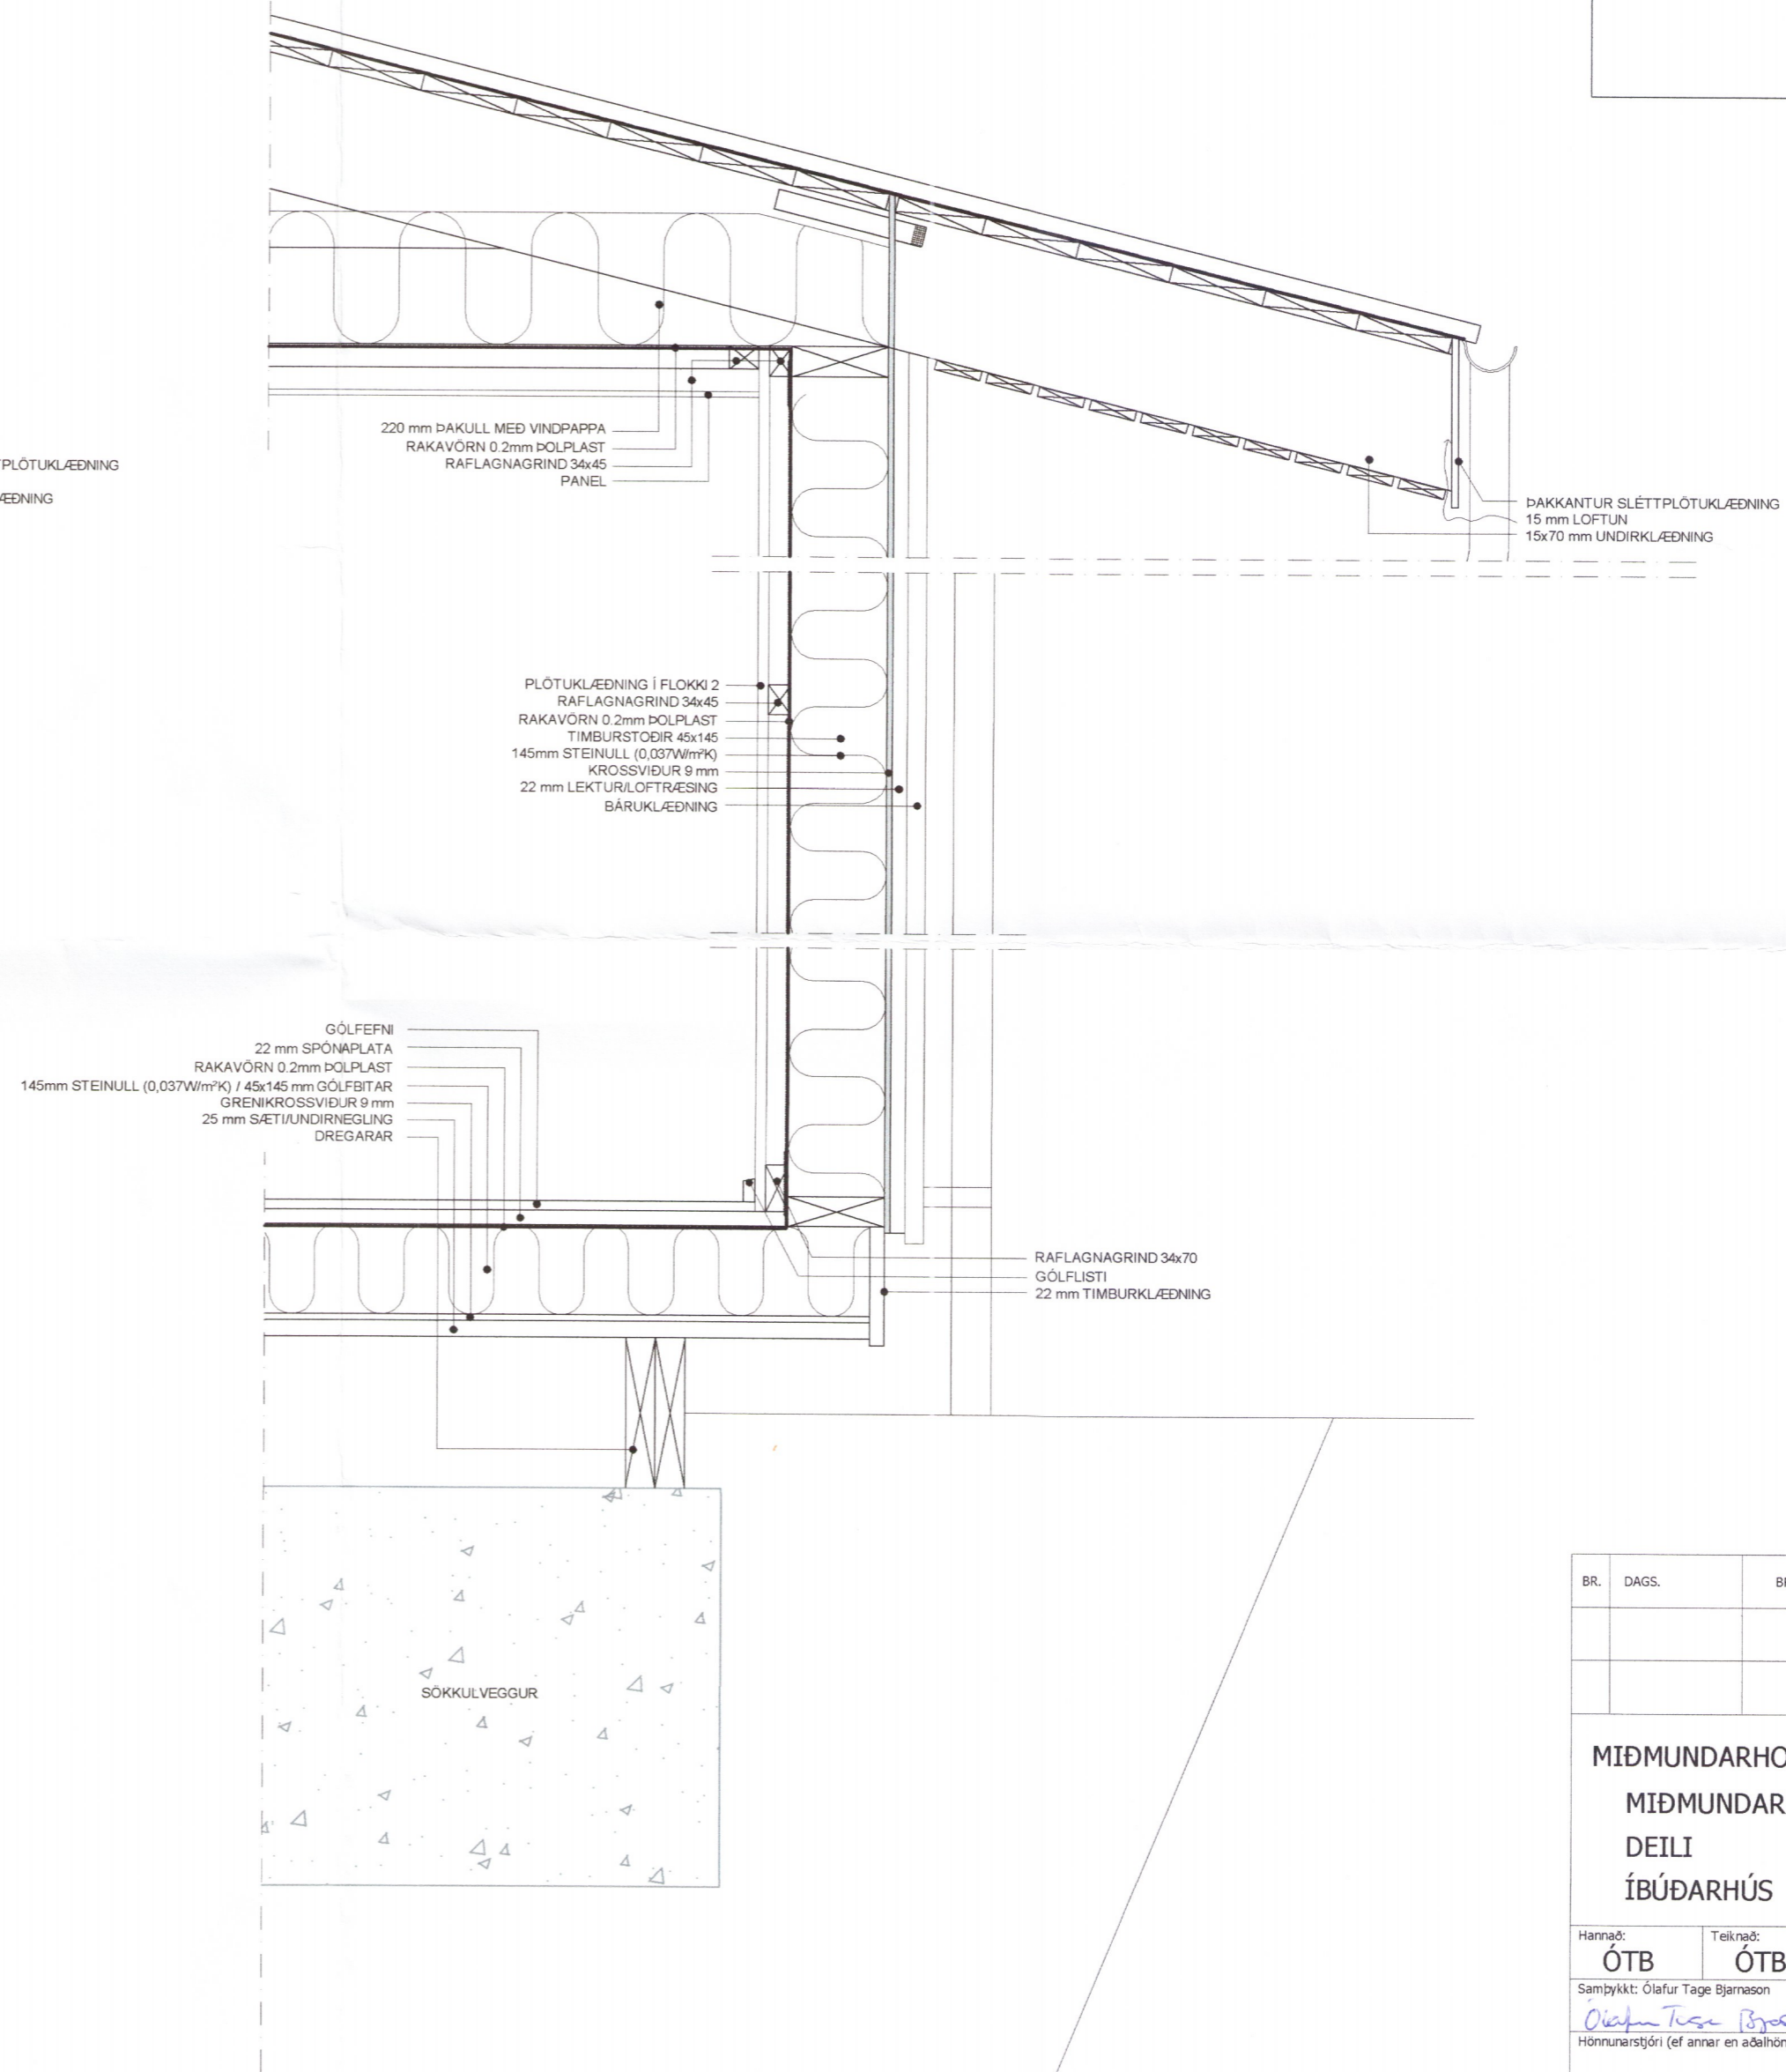 220 mm ÞAKULL MEÐ VINDPAPPA
RAKAVÖRN 0.2mm ÞOLPLAST
RAFLAGNAGRIND 34x45
PANEL
PLÖTUKLÆÐNING
ÆÐNING
ÞAKKANTUR SLÉTTPLÖTUKLÆÐNING
15 mm LOFTUN
15x70 mm UNDIRKLÆÐNING
PLÖTUKLÆÐNING Í FLOKKI 2
RAFLAGNAGRIND 34x45
RAKAVÖRN 0.2mm ÞOLPLAST
TIMBURSTOÐIR 45x145
145mm STEINULL (0,037W/m²K)
KROSSVIÐUR 9 mm
22 mm LEKTUR/LOFTRÆSING
BÁRUKLÆÐNING
GÓLFEFNI
22 mm SPÓNAPLATA
RAKAVÖRN 0.2mm ÞOLPLAST
145mm STEINULL (0,037W/m²K) / 45x145 mm GÓLFBITAR
GRENIKROSSVIÐUR 9 mm
25 mm SÆTI/UNDIRNEGLING
DREGARAR
RAFLAGNAGRIND 34x70
GÓLFLISTI
22 mm TIMBURKLÆÐNING
SÖKKULVEGGUR
BR. DAGS.
MIÐMUNDARHO
MIÐMUNDAR
DEILI
ÍBÚÐARHÚS
Hannað: Teiknað:
ÓTB ÓTB
Samþykkt: Ólafur Tage Bjarnason
Ólafur Tage
Hönnunarstjóri (ef annar en aðalhön